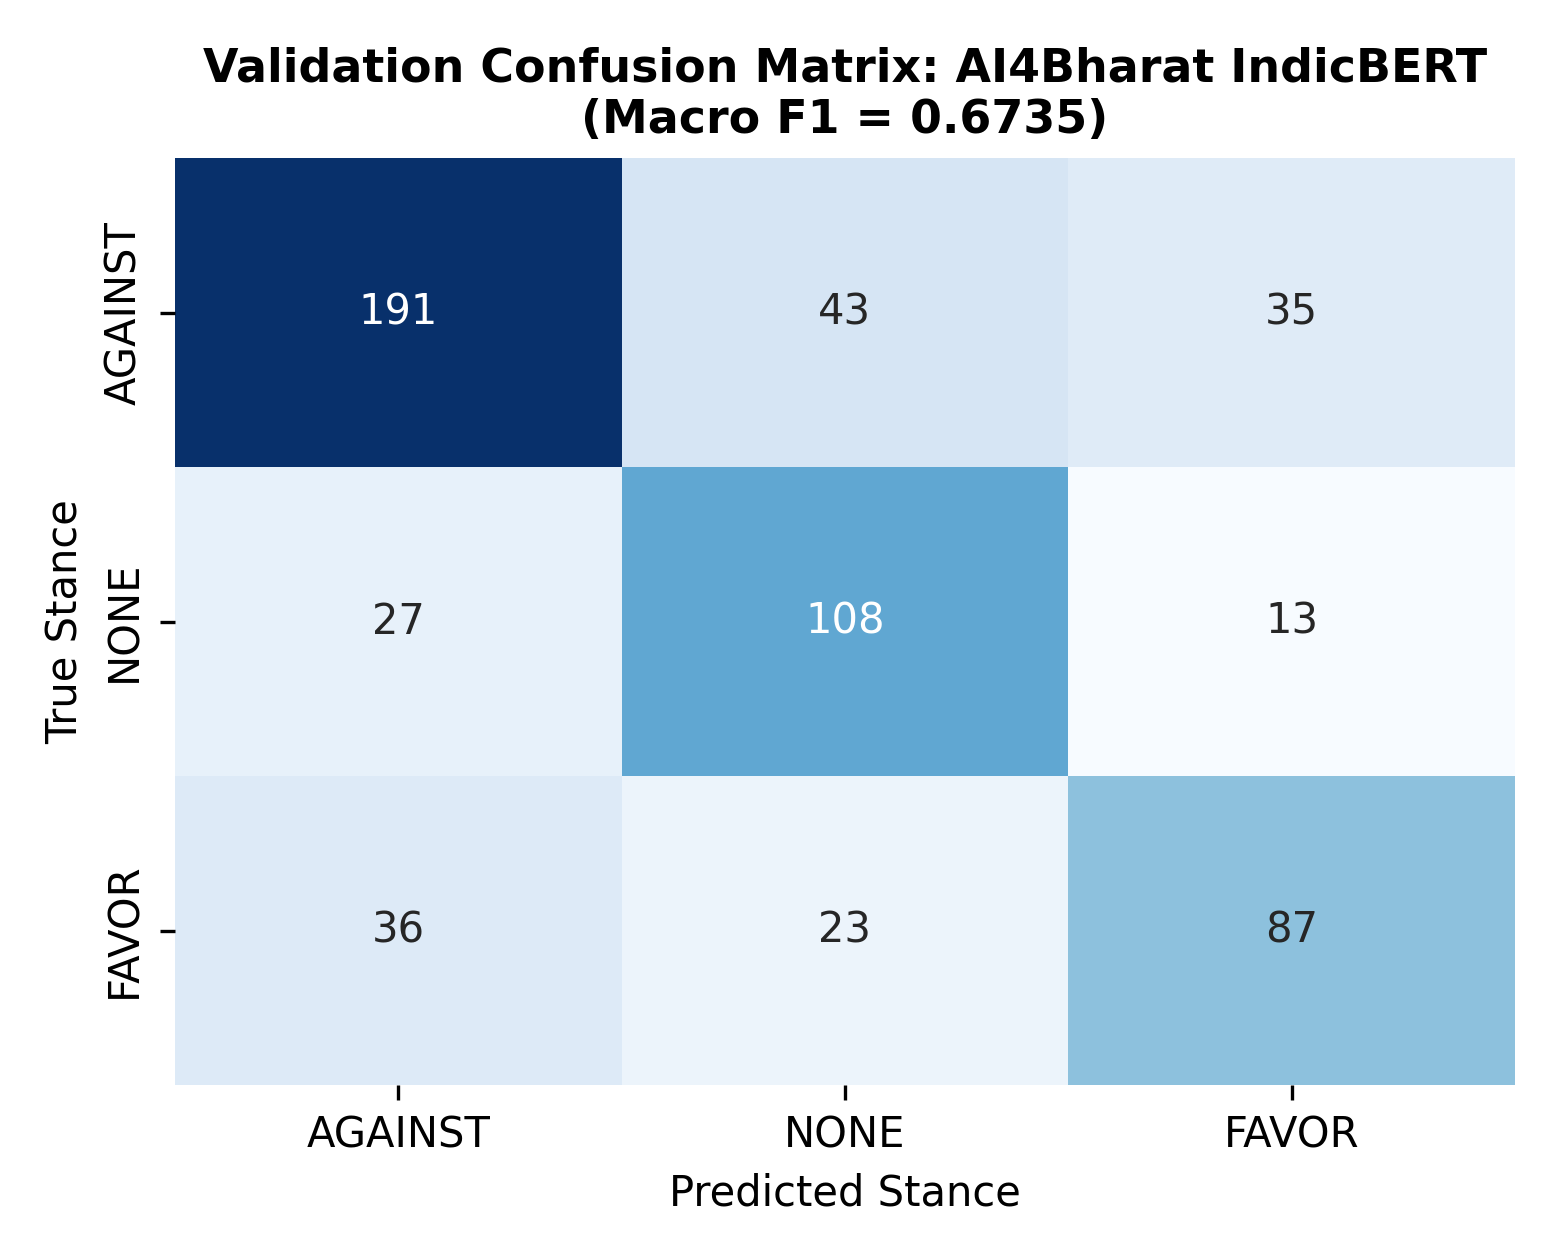 Validation Confusion Matrix: AI4Bharat IndicBERT
(Macro F1 = 0.6735)
True Stance
AGAINST
191 43 35
NONE
27 108 13
FAVOR
36 23 87
AGAINST NONE FAVOR
Predicted Stance